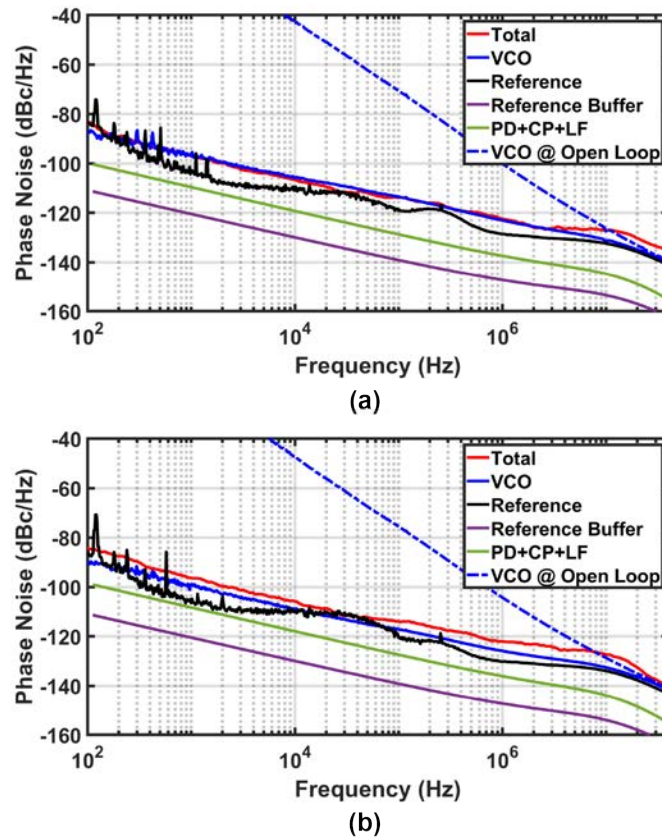 -40
-60
-80
-100
-120
-140
-160
Phase Noise (dBc/Hz)
Total
VCO
Reference
Reference Buffer
PD+CP+LF
VCO @ Open Loop
10^2
10^4
10^6
Frequency (Hz)
(a)
-40
-60
-80
-100
-120
-140
-160
Phase Noise (dBc/Hz)
Total
VCO
Reference
Reference Buffer
PD+CP+LF
VCO @ Open Loop
10^2
10^4
10^6
Frequency (Hz)
(b)